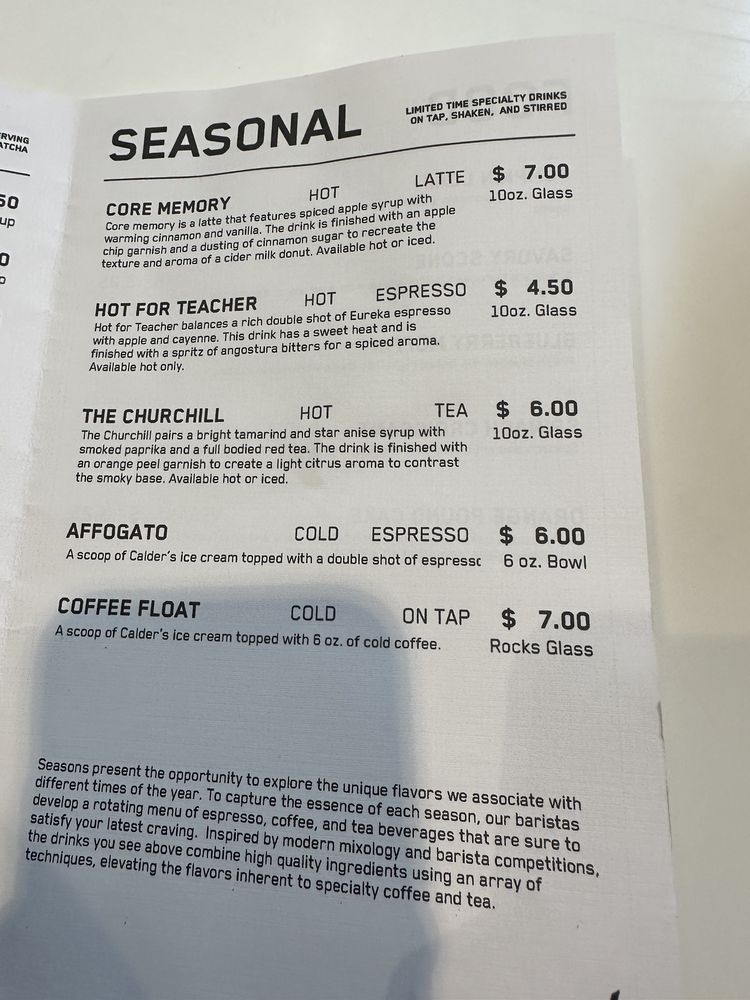 ERVING
ATCHA
50
up
0
SEASONAL
LIMITED TIME SPECIALTY DRINKS
ON TAP, SHAKEN, AND STIRRED
CORE MEMORY HOT LATTE $ 7.00
10oz. Glass
Core memory is a latte that features spiced apple syrup with
warming cinnamon and vanilla. The drink is finished with an apple
chip garnish and a dusting of cinnamon sugar to recreate the
texture and aroma of a cider milk donut. Available hot or iced.
HOT FOR TEACHER HOT ESPRESSO $ 4.50
10oz. Glass
Hot for Teacher balances a rich double shot of Eureka espresso
with apple and cayenne. This drink has a sweet heat and is
finished with a spritz of angostura bitters for a spiced aroma.
Available hot only.
THE CHURCHILL HOT TEA $ 6.00
10oz. Glass
The Churchill pairs a bright tamarind and star anise syrup with
smoked paprika and a full bodied red tea. The drink is finished with
an orange peel garnish to create a light citrus aroma to contrast
the smoky base. Available hot or iced.
AFFOGATO COLD ESPRESSO $ 6.00
A scoop of Calder's ice cream topped with a double shot of espresso 6 oz. Bowl
COFFEE FLOAT COLD ON TAP $ 7.00
A scoop of Calder's ice cream topped with 6 oz. of cold coffee. Rocks Glass
Seasons present the opportunity to explore the unique flavors we associate with
different times of the year. To capture the essence of each season, our baristas
develop a rotating menu of espresso, coffee, and tea beverages that are sure to
satisfy your latest craving. Inspired by modern mixology and barista competitions,
the drinks you see above combine high quality ingredients using an array of
techniques, elevating the flavors inherent to specialty coffee and tea.